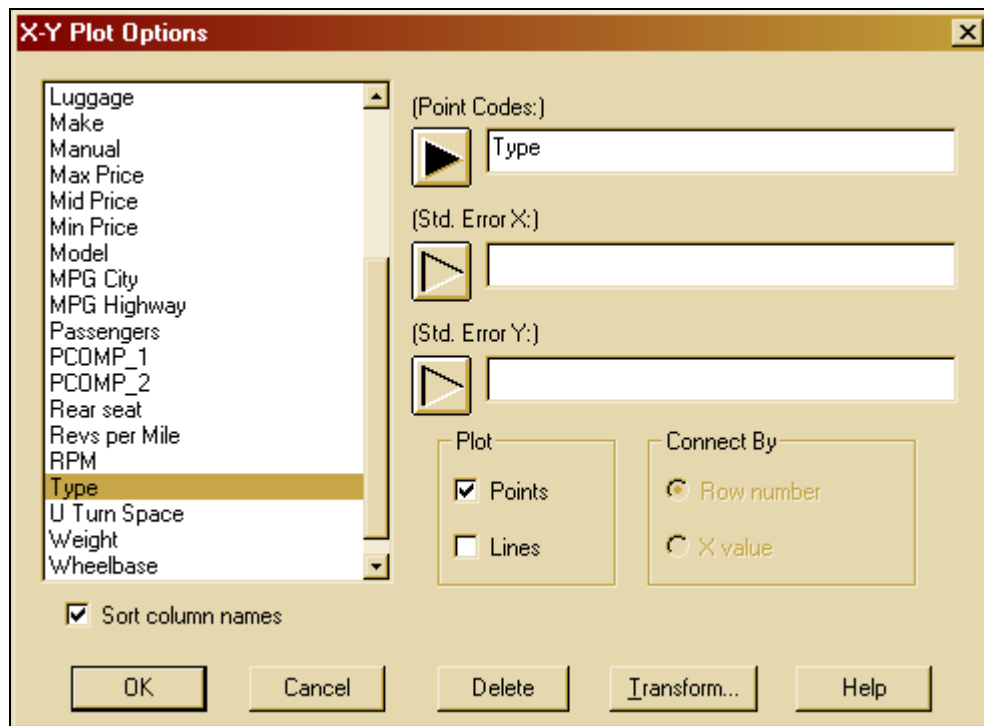 X-Y Plot Options
Luggage
Make
Manual
Max Price
Mid Price
Min Price
Model
MPG City
MPG Highway
Passengers
PCOMP_1
PCOMP_2
Rear seat
Revs per Mile
RPM
Type
U Turn Space
Weight
Wheelbase
Sort column names
(Point Codes:)
Type
(Std. Error X:)
(Std. Error Y:)
Plot
Points
Lines
Connect By
Row number
X value
OK
Cancel
Delete
Transform...
Help